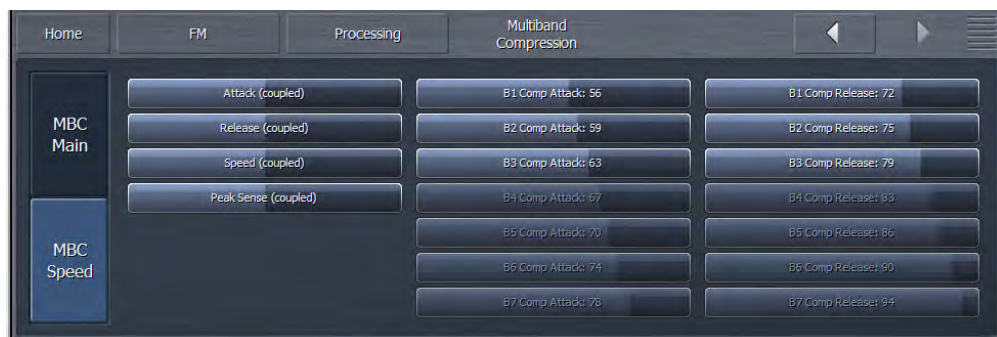 Home
FM
Processing
Multiband
Compression
MBC
Main
MBC
Speed
Attack (coupled)
Release (coupled)
Speed (coupled)
Peak Sense (coupled)
B1 Comp Attack: 56
B2 Comp Attack: 59
B3 Comp Attack: 63
B4 Comp Attack: 67
B5 Comp Attack: 70
B6 Comp Attack: 74
B7 Comp Attack: 78
B1 Comp Release: 72
B2 Comp Release: 75
B3 Comp Release: 79
B4 Comp Release: 83
B5 Comp Release: 86
B6 Comp Release: 90
B7 Comp Release: 94